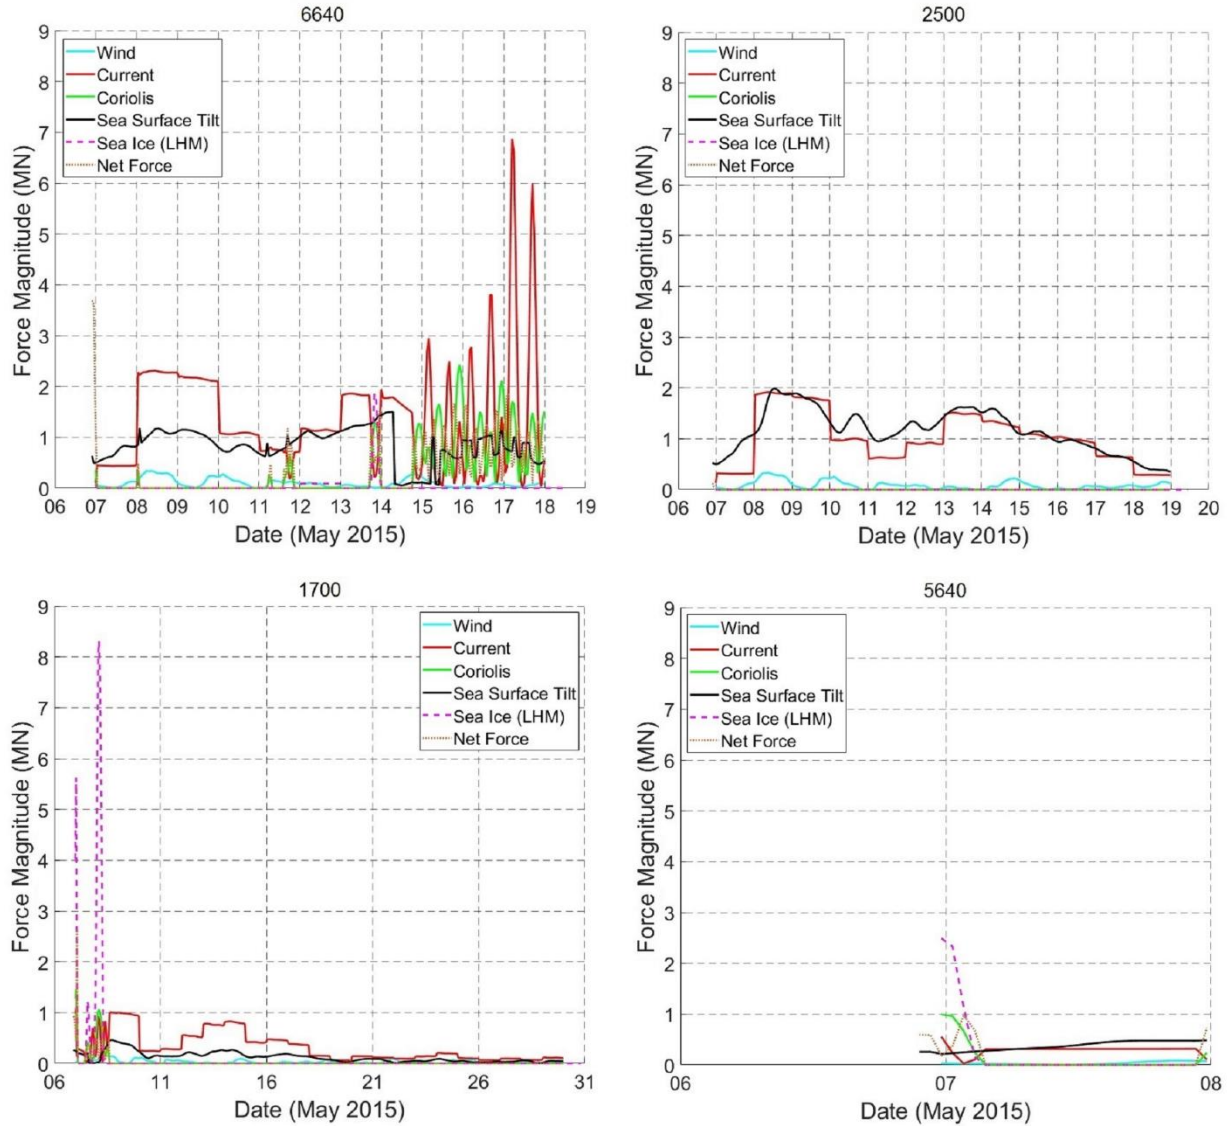 6640
9
8
7
6
5
4
3
2
1
0
Force Magnitude (MN)
Wind
Current
Coriolis
Sea Surface Tilt
Sea Ice (LHM)
Net Force
06 07 08 09 10 11 12 13 14 15 16 17 18 19
Date (May 2015)
2500
9
8
7
6
5
4
3
2
1
0
Force Magnitude (MN)
Wind
Current
Coriolis
Sea Surface Tilt
Sea Ice (LHM)
Net Force
06 07 08 09 10 11 12 13 14 15 16 17 18 19 20
Date (May 2015)
1700
9
8
7
6
5
4
3
2
1
0
Force Magnitude (MN)
Wind
Current
Coriolis
Sea Surface Tilt
Sea Ice (LHM)
Net Force
06 11 16 21 26 31
Date (May 2015)
5640
9
8
7
6
5
4
3
2
1
0
Force Magnitude (MN)
Wind
Current
Coriolis
Sea Surface Tilt
Sea Ice (LHM)
Net Force
06 07 08
Date (May 2015)